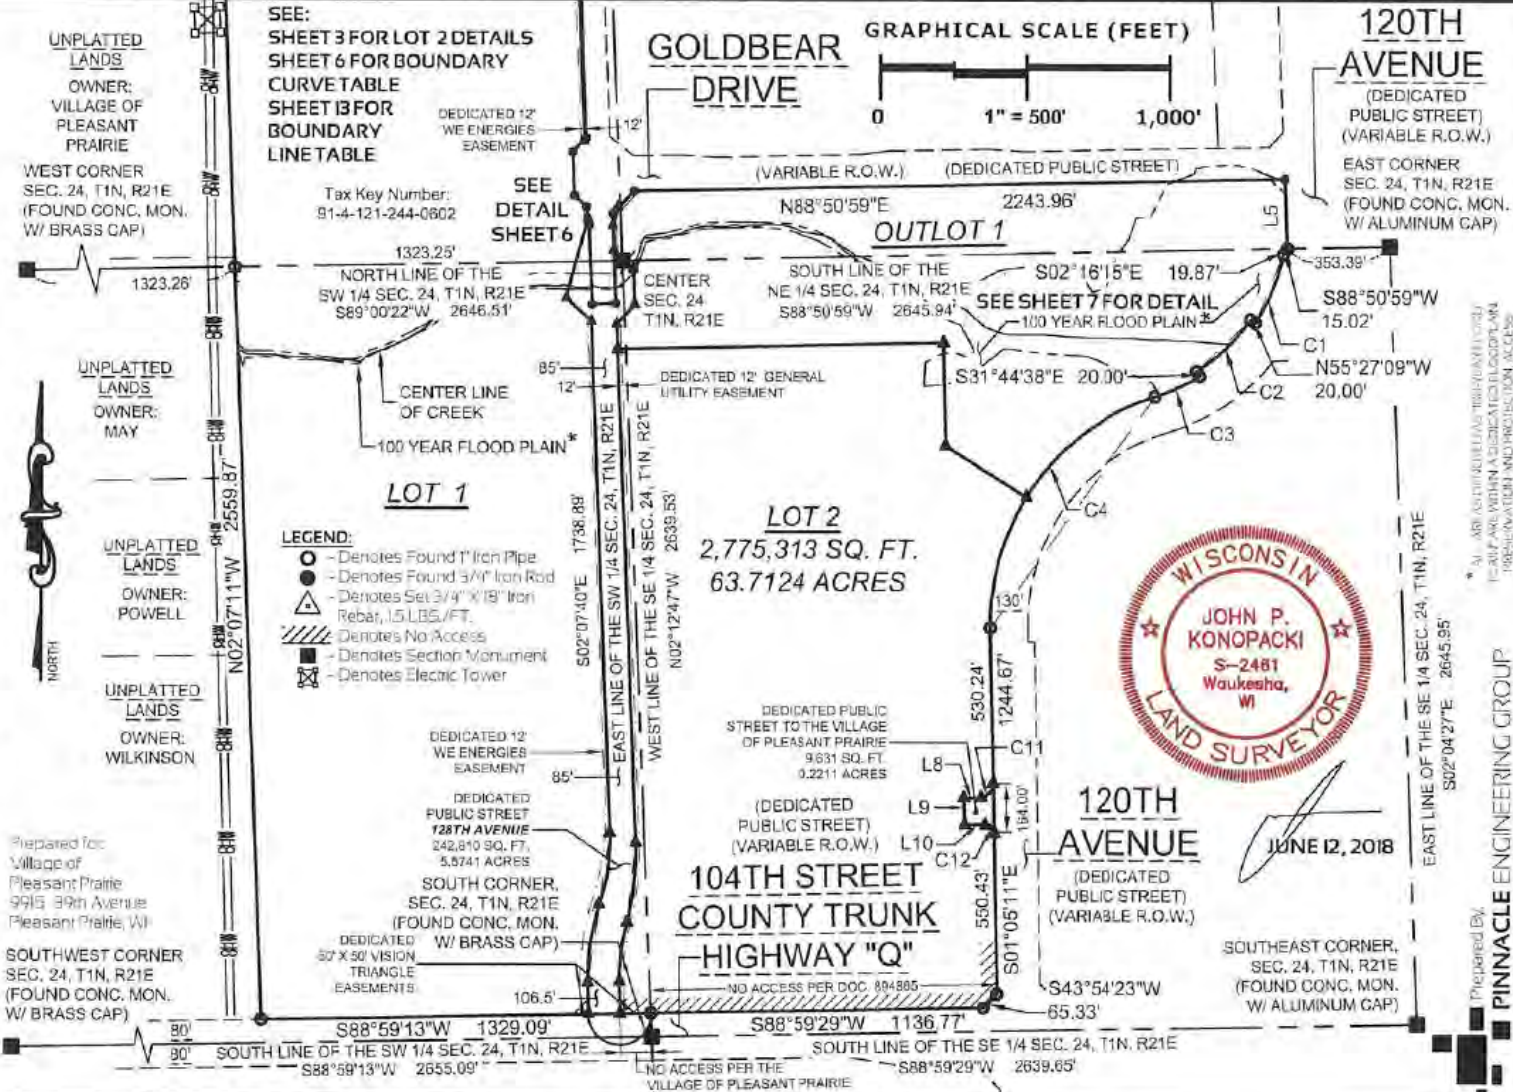 SEE:
SHEET 3 FOR LOT 2 DETAILS
SHEET 6 FOR BOUNDARY
CURVE TABLE
SHEET 13 FOR
BOUNDARY
LINE TABLE
UNPLATTED
LANDS
OWNER:
VILLAGE OF
PLEASANT
PRAIRIE
WEST CORNER
SEC. 24, T1N, R21E
(FOUND CONC. MON.
W/ BRASS CAP)
DEDICATED 12'
WE ENERGIES
EASEMENT
12'
GOLDBEAR
DRIVE
GRAPHICAL SCALE (FEET)
0
1" = 500'
1,000'
120TH
AVENUE
(DEDICATED
PUBLIC STREET)
(VARIABLE R.O.W.)
EAST CORNER
SEC. 24, T1N, R21E
(FOUND CONC. MON.
W/ ALUMINUM CAP)
Tax Key Number:
91-4-121-244-0602
SEE
DETAIL
SHEET 6
(VARIABLE R.O.W.)
(DEDICATED PUBLIC STREET)
N88°50'59"E 2243.96'
L5
OUTLOT 1
1323.25'
1323.26'
NORTH LINE OF THE
SW 1/4 SEC. 24, T1N, R21E
S89°00'22"W 2646.51'
CENTER
SEC. 24
T1N, R21E
SOUTH LINE OF THE
NE 1/4 SEC. 24, T1N, R21E
S88°50'59"W 2645.94'
S02°16'15"E 19.87'
353.39'
SEE SHEET 7 FOR DETAIL
100 YEAR FLOOD PLAIN*
S88°50'59"W
15.02'
C1
N55°27'09"W
20.00'
C2
S31°44'38"E 20.00'
C3
C4
UNPLATTED
LANDS
OWNER:
MAY
85'
12'
DEDICATED 12' GENERAL
UTILITY EASEMENT
CENTER LINE
OF CREEK
100 YEAR FLOOD PLAIN*
LOT 1
LOT 2
2,775,313 SQ. FT.
63.7124 ACRES
N02°07'11"W 2559.87'
LEGEND:
- Denotes Found 1" Iron Pipe
- Denotes Found 3/4" Iron Rod
- Denotes Set 3/4" X 18" Iron
Rebar, 1.5 LBS./FT.
Denotes No Access
- Denotes Section Monument
- Denotes Electric Tower
S02°07'40"E 1738.89'
EAST LINE OF THE SW 1/4 SEC. 24, T1N, R21E
WEST LINE OF THE SE 1/4 SEC. 24, T1N, R21E
N02°12'47"W 2639.53'
UNPLATTED
LANDS
OWNER:
POWELL
NORTH
UNPLATTED
LANDS
OWNER:
WILKINSON
130'
530.24'
1244.67'
WISCONSIN
JOHN P.
KONOPACKI
S-2461
Waukesha,
WI
LAND SURVEYOR
JUNE 12, 2018
EAST LINE OF THE SE 1/4 SEC. 24, T1N, R21E
S02°04'27"E 2645.95'
DEDICATED PUBLIC
STREET TO THE VILLAGE
OF PLEASANT PRAIRIE
9,631 SQ. FT.
0.2211 ACRES
C11
L8
L9
L10
C12
164.00'
DEDICATED 12'
WE ENERGIES
EASEMENT
85'
DEDICATED
PUBLIC STREET
128TH AVENUE
242,810 SQ. FT.
5.5741 ACRES
(DEDICATED
PUBLIC STREET)
(VARIABLE R.O.W.)
104TH STREET
COUNTY TRUNK
HIGHWAY "Q"
120TH
AVENUE
(DEDICATED
PUBLIC STREET)
(VARIABLE R.O.W.)
550.43'
S01°05'11"E
SOUTH CORNER,
SEC. 24, T1N, R21E
(FOUND CONC. MON.
W/ BRASS CAP)
DEDICATED
50' X 50' VISION
TRIANGLE
EASEMENTS
106.5'
NO ACCESS PER DOC. 894865
S43°54'23"W
65.33'
SOUTHEAST CORNER,
SEC. 24, T1N, R21E
(FOUND CONC. MON.
W/ ALUMINUM CAP)
Prepared for:
Village of
Pleasant Prairie
9915 39th Avenue
Pleasant Prairie, WI
SOUTHWEST CORNER
SEC. 24, T1N, R21E
(FOUND CONC. MON.
W/ BRASS CAP)
80'
80'
S88°59'13"W 1329.09'
SOUTH LINE OF THE SW 1/4 SEC. 24, T1N, R21E
S88°59'13"W 2655.09'
S88°59'29"W 1136.77'
SOUTH LINE OF THE SE 1/4 SEC. 24, T1N, R21E
S88°59'29"W 2639.65'
NO ACCESS PER THE
VILLAGE OF PLEASANT PRAIRIE
Prepared By:
PINNACLE ENGINEERING GROUP